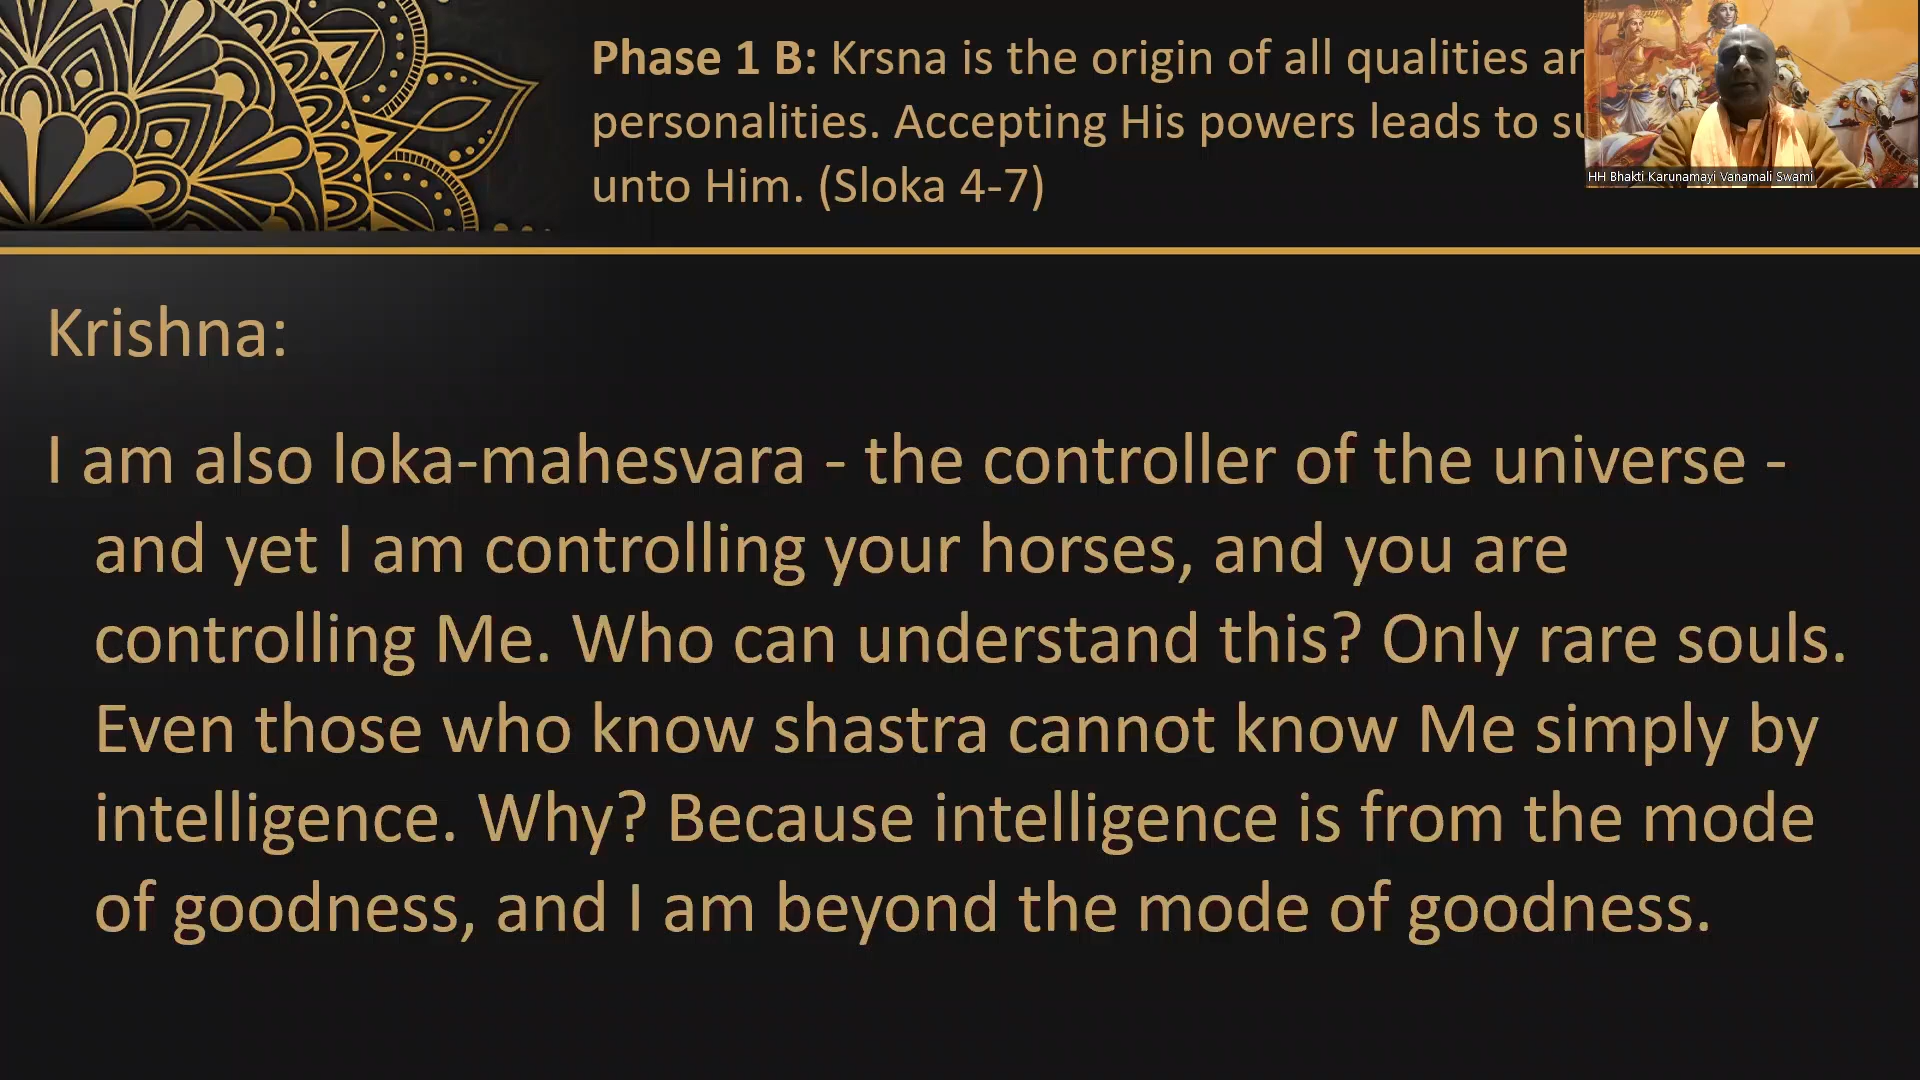 Phase 1 B: Krsna is the origin of all qualities
personalities. Accepting His powers leads to
unto Him. (Sloka 4-7)
HH Bhakti Karunamayi Vanamali Swami
Krishna:
I am also loka-mahesvara - the controller of the universe -
and yet I am controlling your horses, and you are
controlling Me. Who can understand this? Only rare souls.
Even those who know shastra cannot know Me simply by
intelligence. Why? Because intelligence is from the mode
of goodness, and I am beyond the mode of goodness.